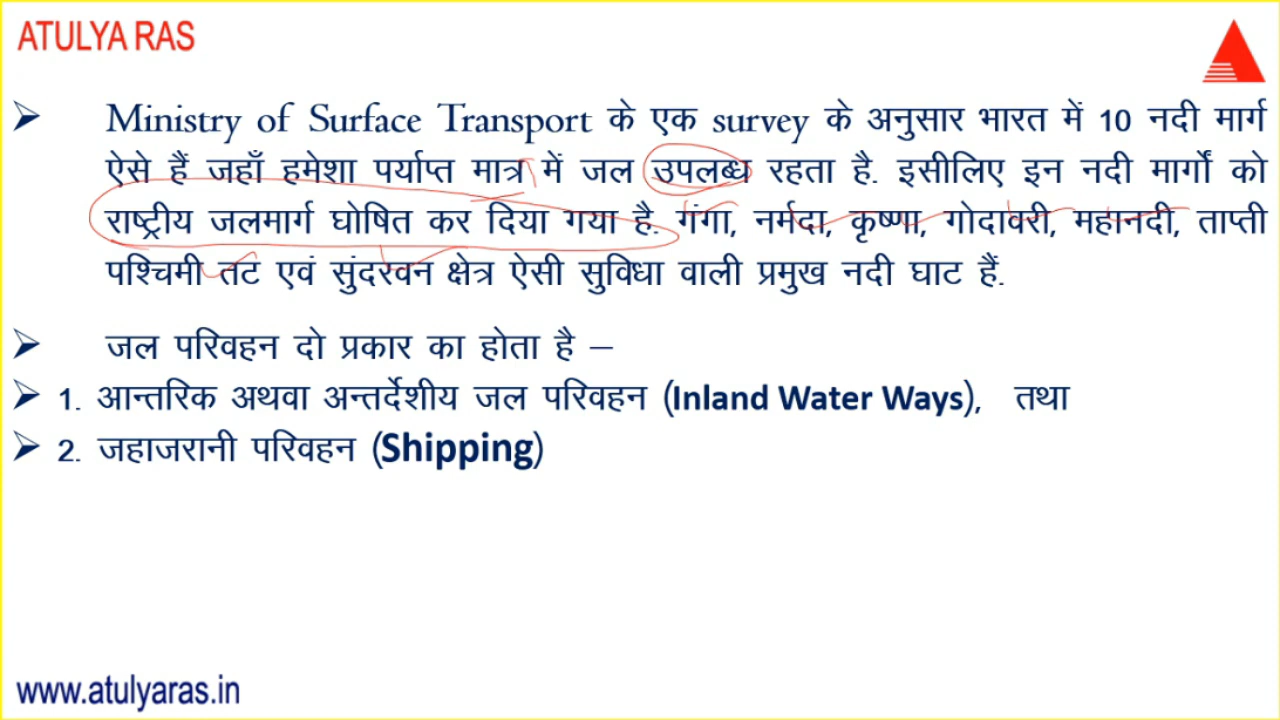 ATULYA RAS
➢ Ministry of Surface Transport के एक survey के अनुसार भारत में 10 नदी मार्ग
ऐसे हैं जहाँ हमेशा पर्याप्त मात्र में जल उपलब्ध रहता है. इसीलिए इन नदी मार्गों को
राष्ट्रीय जलमार्ग घोषित कर दिया गया है. गंगा, नर्मदा, कृष्णा, गोदावरी, महानदी, ताप्ती
पश्चिमी तट एवं सुंदरवन क्षेत्र ऐसी सुविधा वाली प्रमुख नदी घाट हैं.
➢ जल परिवहन दो प्रकार का होता है –
➢ 1. आन्तरिक अथवा अन्तर्देशीय जल परिवहन (Inland Water Ways), तथा
➢ 2. जहाजरानी परिवहन (Shipping)
www.atulyaras.in